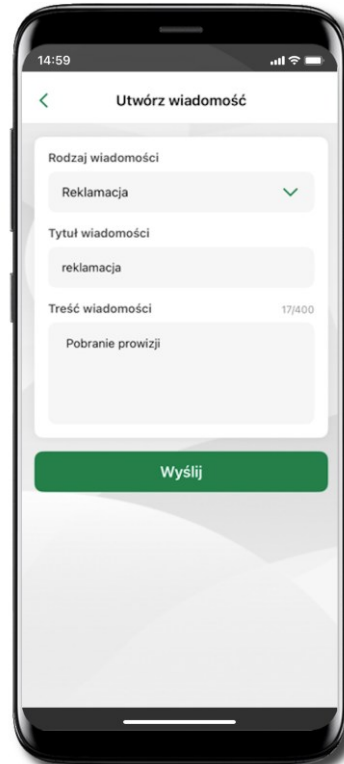 14:59
Utwórz wiadomość
Rodzaj wiadomości
Reklamacja
Tytuł wiadomości
reklamacja
Treść wiadomości 17/400
Pobranie prowizji
Wyślij